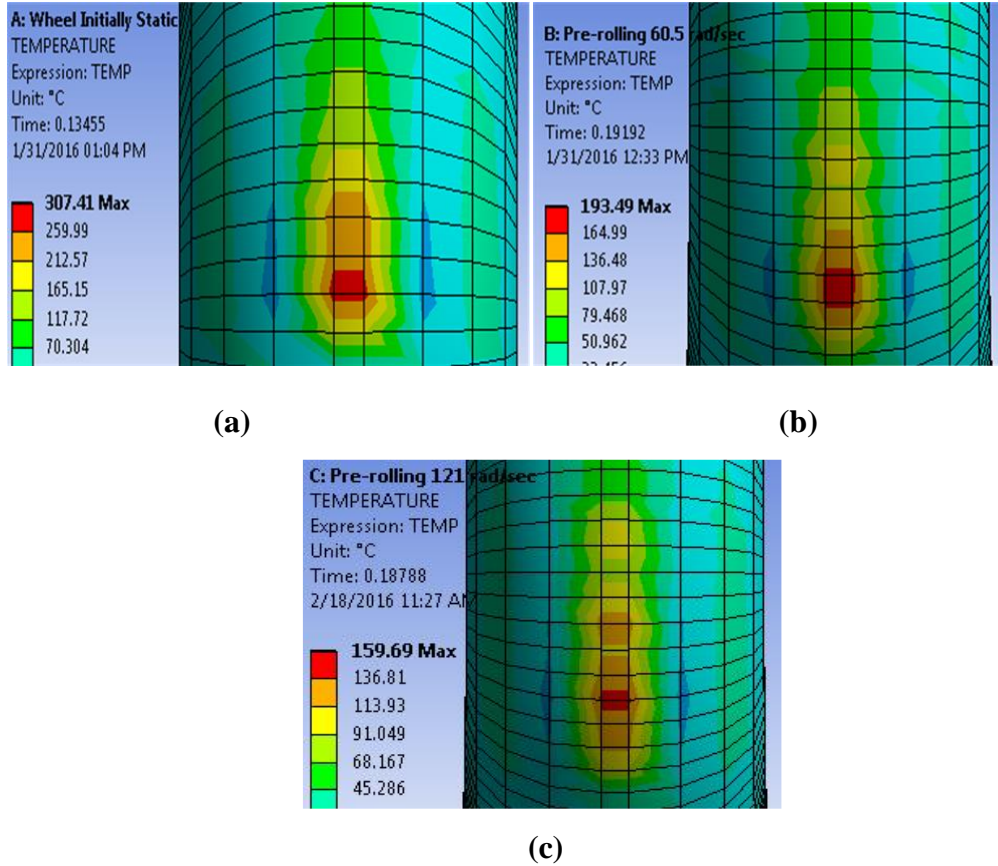 A: Wheel Initially Static
TEMPERATURE
Expression: TEMP
Unit: °C
Time: 0.13455
1/31/2016 01:04 PM
307.41 Max
259.99
212.57
165.15
117.72
70.304
(a)
B: Pre-rolling 60.5 rad/sec
TEMPERATURE
Expression: TEMP
Unit: °C
Time: 0.19192
1/31/2016 12:33 PM
193.49 Max
164.99
136.48
107.97
79.468
50.962
(b)
C: Pre-rolling 121 rad/sec
TEMPERATURE
Expression: TEMP
Unit: °C
Time: 0.18788
2/18/2016 11:27 AM
159.69 Max
136.81
113.93
91.049
68.167
45.286
(c)